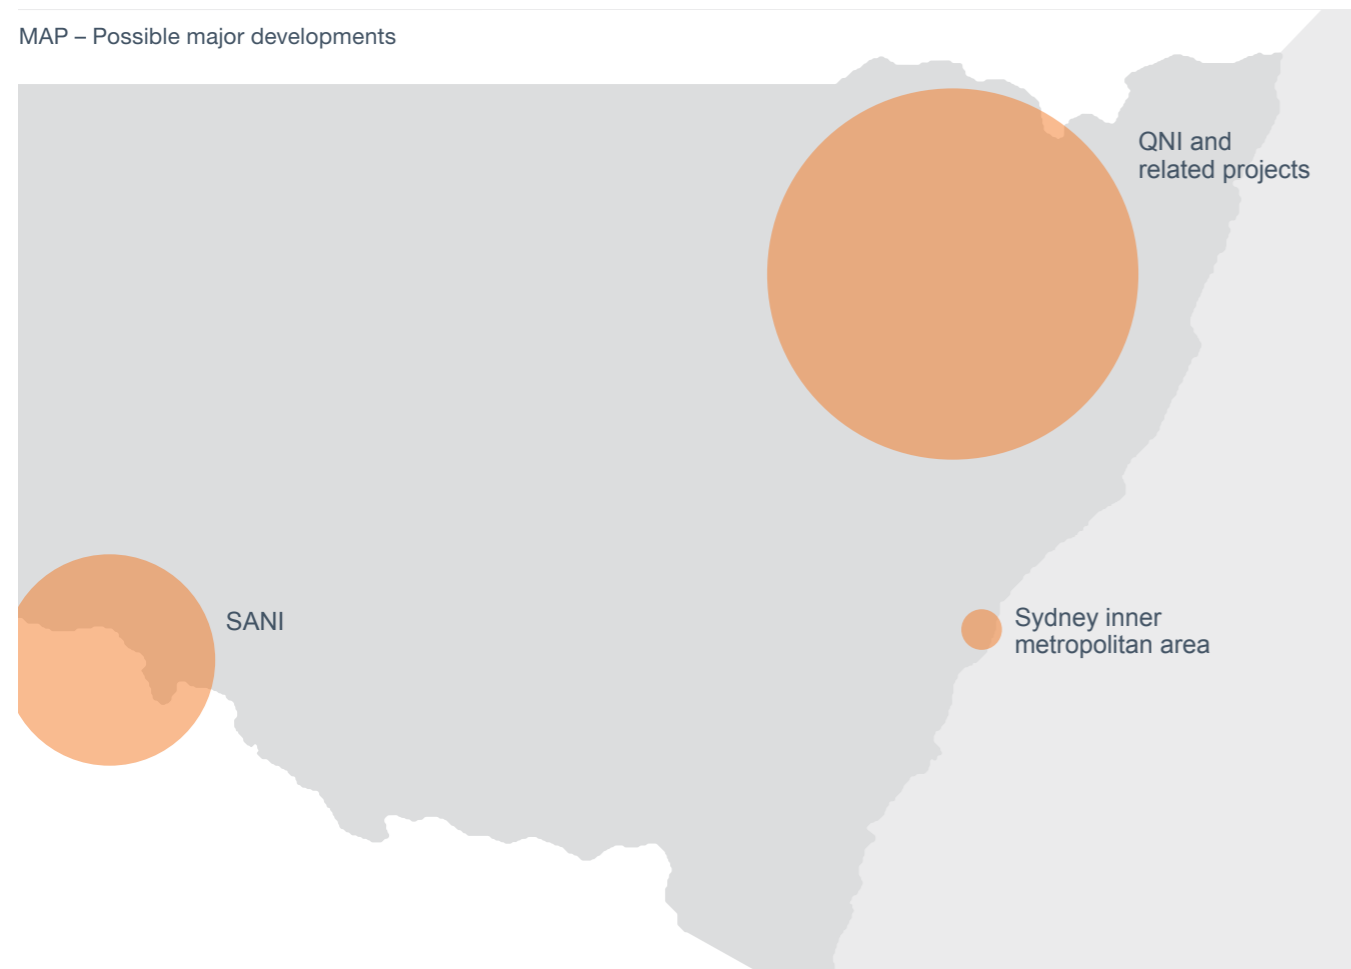 MAP – Possible major developments
QNI and
related projects
SANI
Sydney inner
metropolitan area